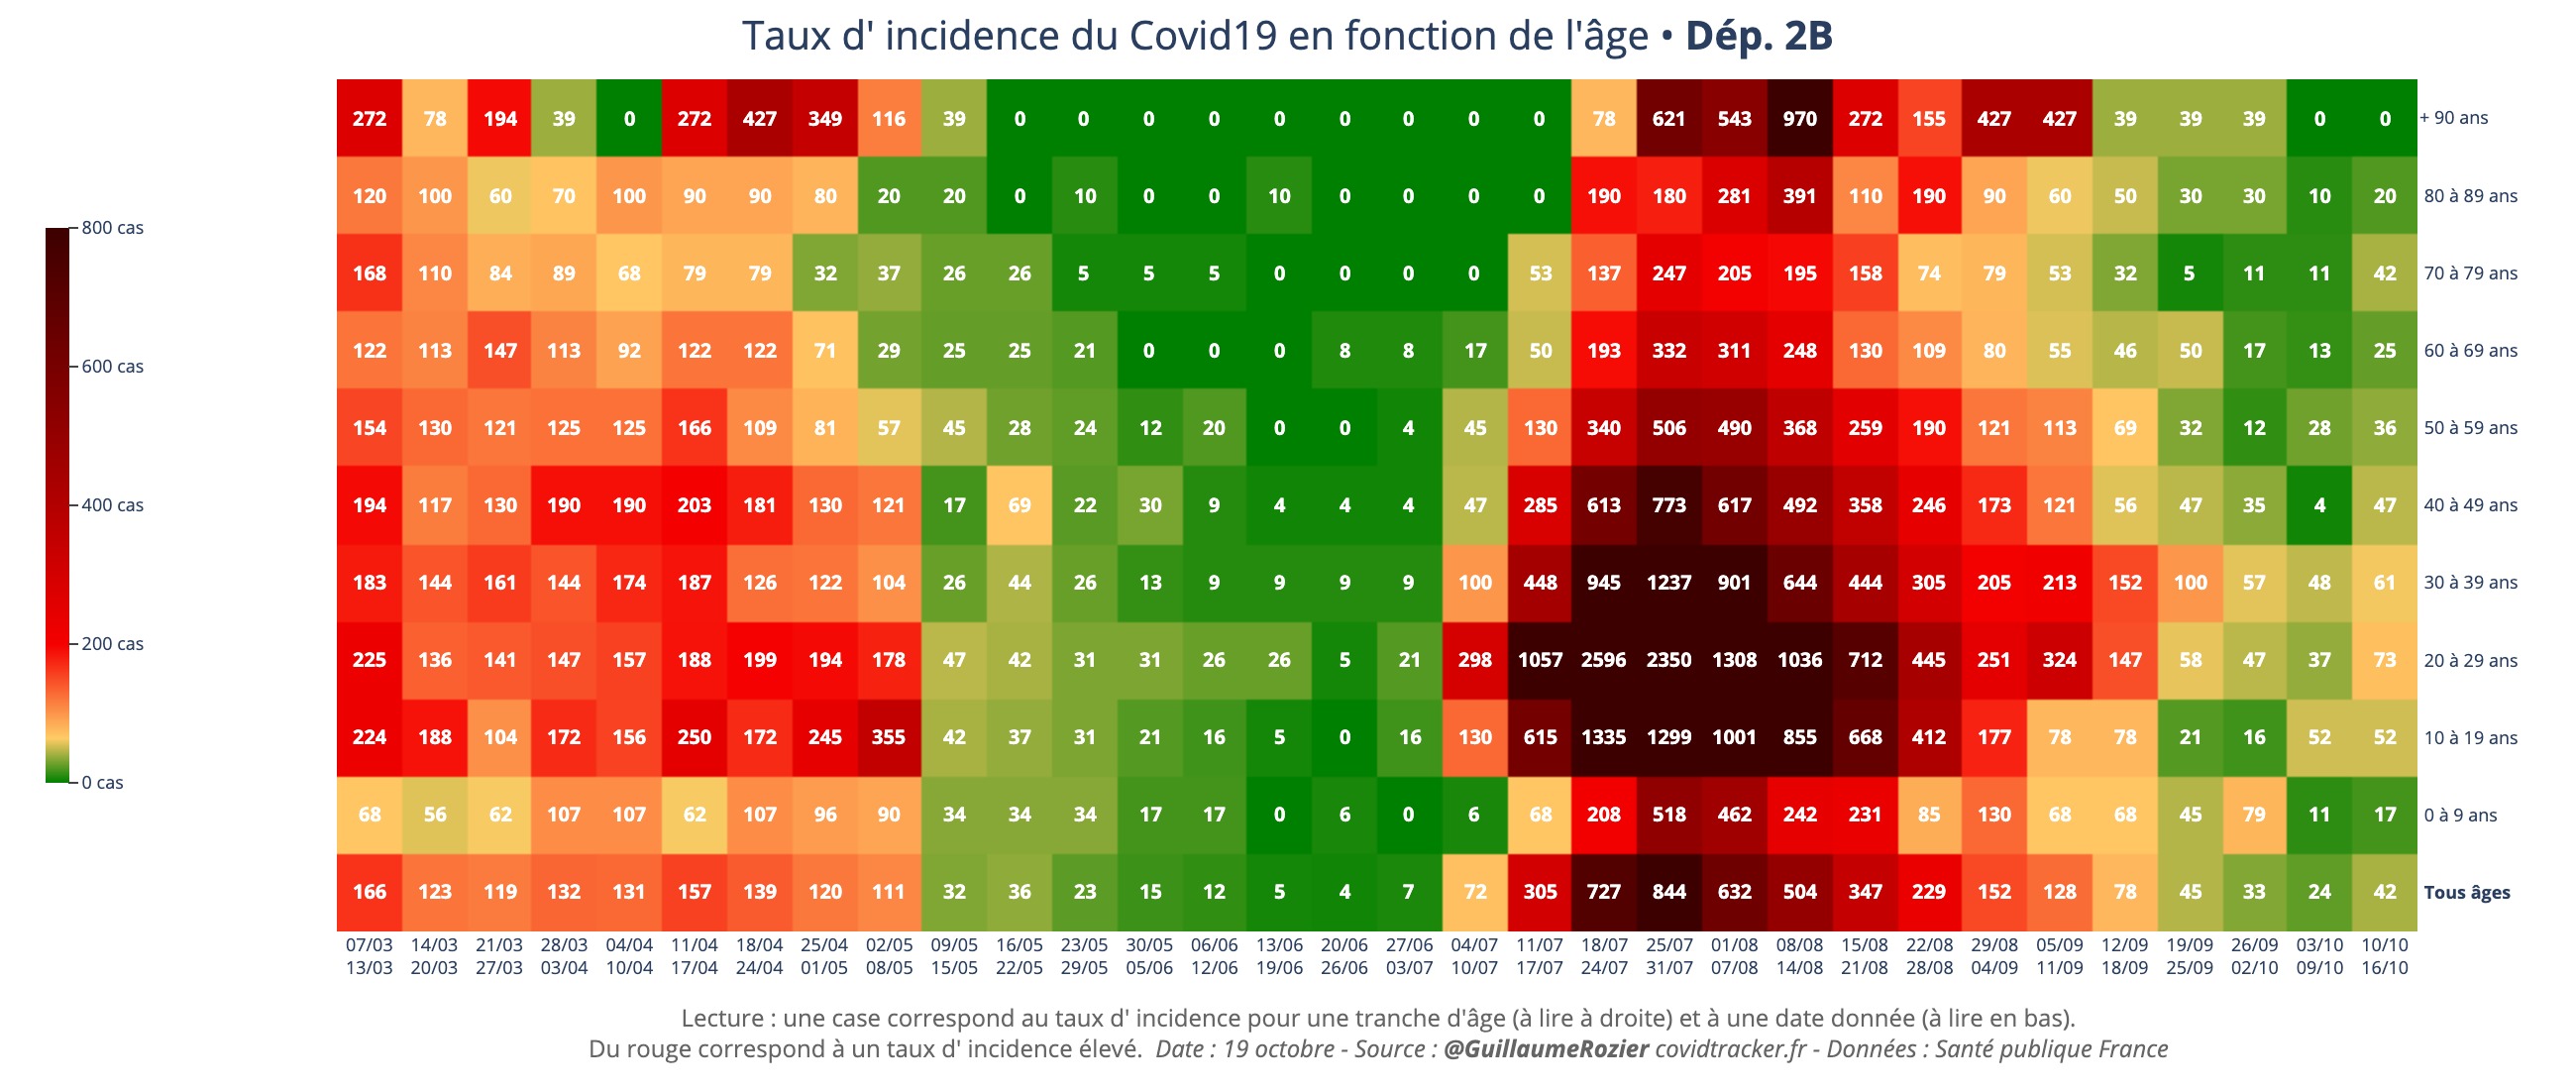 Taux d' incidence du Covid19 en fonction de l'âge • Dép. 2B
800 cas
600 cas
400 cas
200 cas
0 cas
272 78 194 39 0 272 427 349 116 39 0 0 0 0 0 0 0 0 0 78 621 543 970 272 155 427 427 39 39 39 0 0 + 90 ans
120 100 60 70 100 90 90 80 20 20 0 10 0 0 10 0 0 0 0 190 180 281 391 110 190 90 60 50 30 30 10 20 80 à 89 ans
168 110 84 89 68 79 79 32 37 26 26 5 5 5 0 0 0 0 53 137 247 205 195 158 74 79 53 32 5 11 11 42 70 à 79 ans
122 113 147 113 92 122 122 71 29 25 25 21 0 0 0 8 8 17 50 193 332 311 248 130 109 80 55 46 50 17 13 25 60 à 69 ans
154 130 121 125 125 166 109 81 57 45 28 24 12 20 0 0 4 45 130 340 506 490 368 259 190 121 113 69 32 12 28 36 50 à 59 ans
194 117 130 190 190 203 181 130 121 17 69 22 30 9 4 4 4 47 285 613 773 617 492 358 246 173 121 56 47 35 4 47 40 à 49 ans
183 144 161 144 174 187 126 122 104 26 44 26 13 9 9 9 9 100 448 945 1237 901 644 444 305 205 213 152 100 57 48 61 30 à 39 ans
225 136 141 147 157 188 199 194 178 47 42 31 31 26 26 5 21 298 1057 2596 2350 1308 1036 712 445 251 324 147 58 47 37 73 20 à 29 ans
224 188 104 172 156 250 172 245 355 42 37 31 21 16 5 0 16 130 615 1335 1299 1001 855 668 412 177 78 78 21 16 52 52 10 à 19 ans
68 56 62 107 107 62 107 96 90 34 34 34 17 17 0 6 0 6 68 208 518 462 242 231 85 130 68 68 45 79 11 17 0 à 9 ans
166 123 119 132 131 157 139 120 111 32 36 23 15 12 5 4 7 72 305 727 844 632 504 347 229 152 128 78 45 33 24 42 Tous âges
07/03 14/03 21/03 28/03 04/04 11/04 18/04 25/04 02/05 09/05 16/05 23/05 30/05 06/06 13/06 20/06 27/06 04/07 11/07 18/07 25/07 01/08 08/08 15/08 22/08 29/08 05/09 12/09 19/09 26/09 03/10 10/10
13/03 20/03 27/03 03/04 10/04 17/04 24/04 01/05 08/05 15/05 22/05 29/05 05/06 12/06 19/06 26/06 03/07 10/07 17/07 24/07 31/07 07/08 14/08 21/08 28/08 04/09 11/09 18/09 25/09 02/10 09/10 16/10
Lecture : une case correspond au taux d' incidence pour une tranche d'âge (à lire à droite) et à une date donnée (à lire en bas).
Du rouge correspond à un taux d' incidence élevé. Date : 19 octobre - Source : @GuillaumeRozier covidtracker.fr - Données : Santé publique France